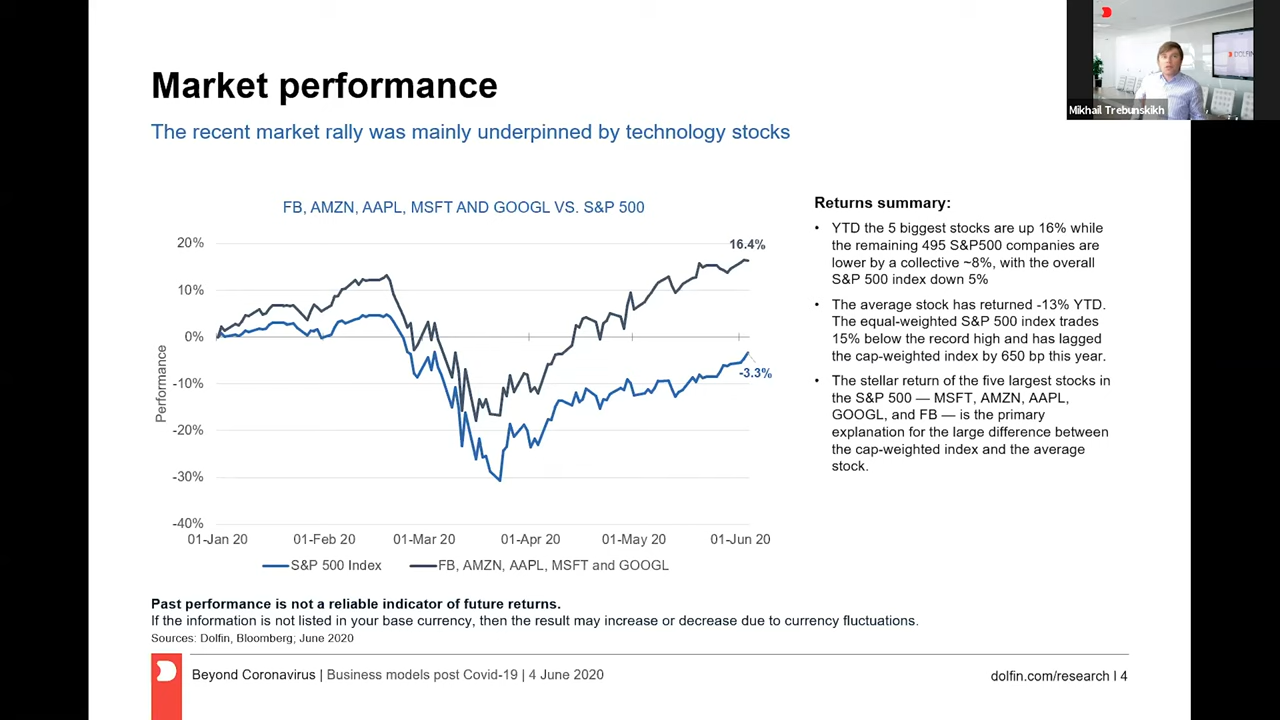 Market performance
The recent market rally was mainly underpinned by technology stocks
Mikhail Trebunskikh
DOLFIN
FB, AMZN, AAPL, MSFT AND GOOGL VS. S&P 500
20%
10%
0%
-10%
-20%
-30%
-40%
Performance
16.4%
-3.3%
01-Jan 20
01-Feb 20
01-Mar 20
01-Apr 20
01-May 20
01-Jun 20
S&P 500 Index
FB, AMZN, AAPL, MSFT and GOOGL
Returns summary:
• YTD the 5 biggest stocks are up 16% while
the remaining 495 S&P500 companies are
lower by a collective ~8%, with the overall
S&P 500 index down 5%
• The average stock has returned -13% YTD.
The equal-weighted S&P 500 index trades
15% below the record high and has lagged
the cap-weighted index by 650 bp this year.
• The stellar return of the five largest stocks in
the S&P 500 — MSFT, AMZN, AAPL,
GOOGL, and FB — is the primary
explanation for the large difference between
the cap-weighted index and the average
stock.
Past performance is not a reliable indicator of future returns.
If the information is not listed in your base currency, then the result may increase or decrease due to currency fluctuations.
Sources: Dolfin, Bloomberg; June 2020
Beyond Coronavirus | Business models post Covid-19 | 4 June 2020
dolfin.com/research I 4